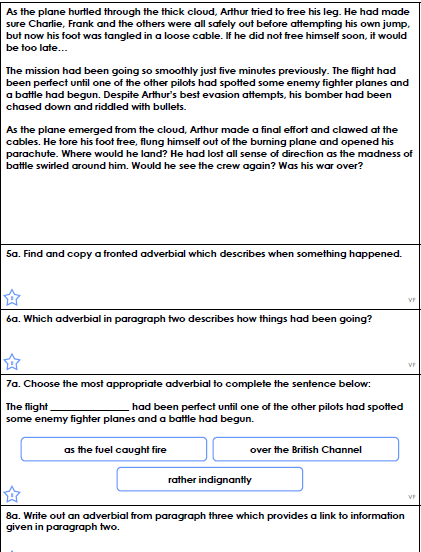 As the plane hurtled through the thick cloud, Arthur tried to free his leg. He had made
sure Charlie, Frank and the others were all safely out before attempting his own jump,
but now his foot was tangled in a loose cable. If he did not free himself soon, it would
be too late…
The mission had been going so smoothly just five minutes previously. The flight had
been perfect until one of the other pilots had spotted some enemy fighter planes and
a battle had begun. Despite Arthur's best evasion attempts, his bomber had been
chased down and riddled with bullets.
As the plane emerged from the cloud, Arthur made a final effort and clawed at the
cables. He tore his foot free, flung himself out of the burning plane and opened his
parachute. Where would he land? He had lost all sense of direction as the madness of
battle swirled around him. Would he see the crew again? Was his war over?
5a. Find and copy a fronted adverbial which describes when something happened.
VF
6a. Which adverbial in paragraph two describes how things had been going?
VF
7a. Choose the most appropriate adverbial to complete the sentence below:
The flight ________________ had been perfect until one of the other pilots had spotted
some enemy fighter planes and a battle had begun.
as the fuel caught fire
over the British Channel
rather indignantly
VF
8a. Write out an adverbial from paragraph three which provides a link to information
given in paragraph two.